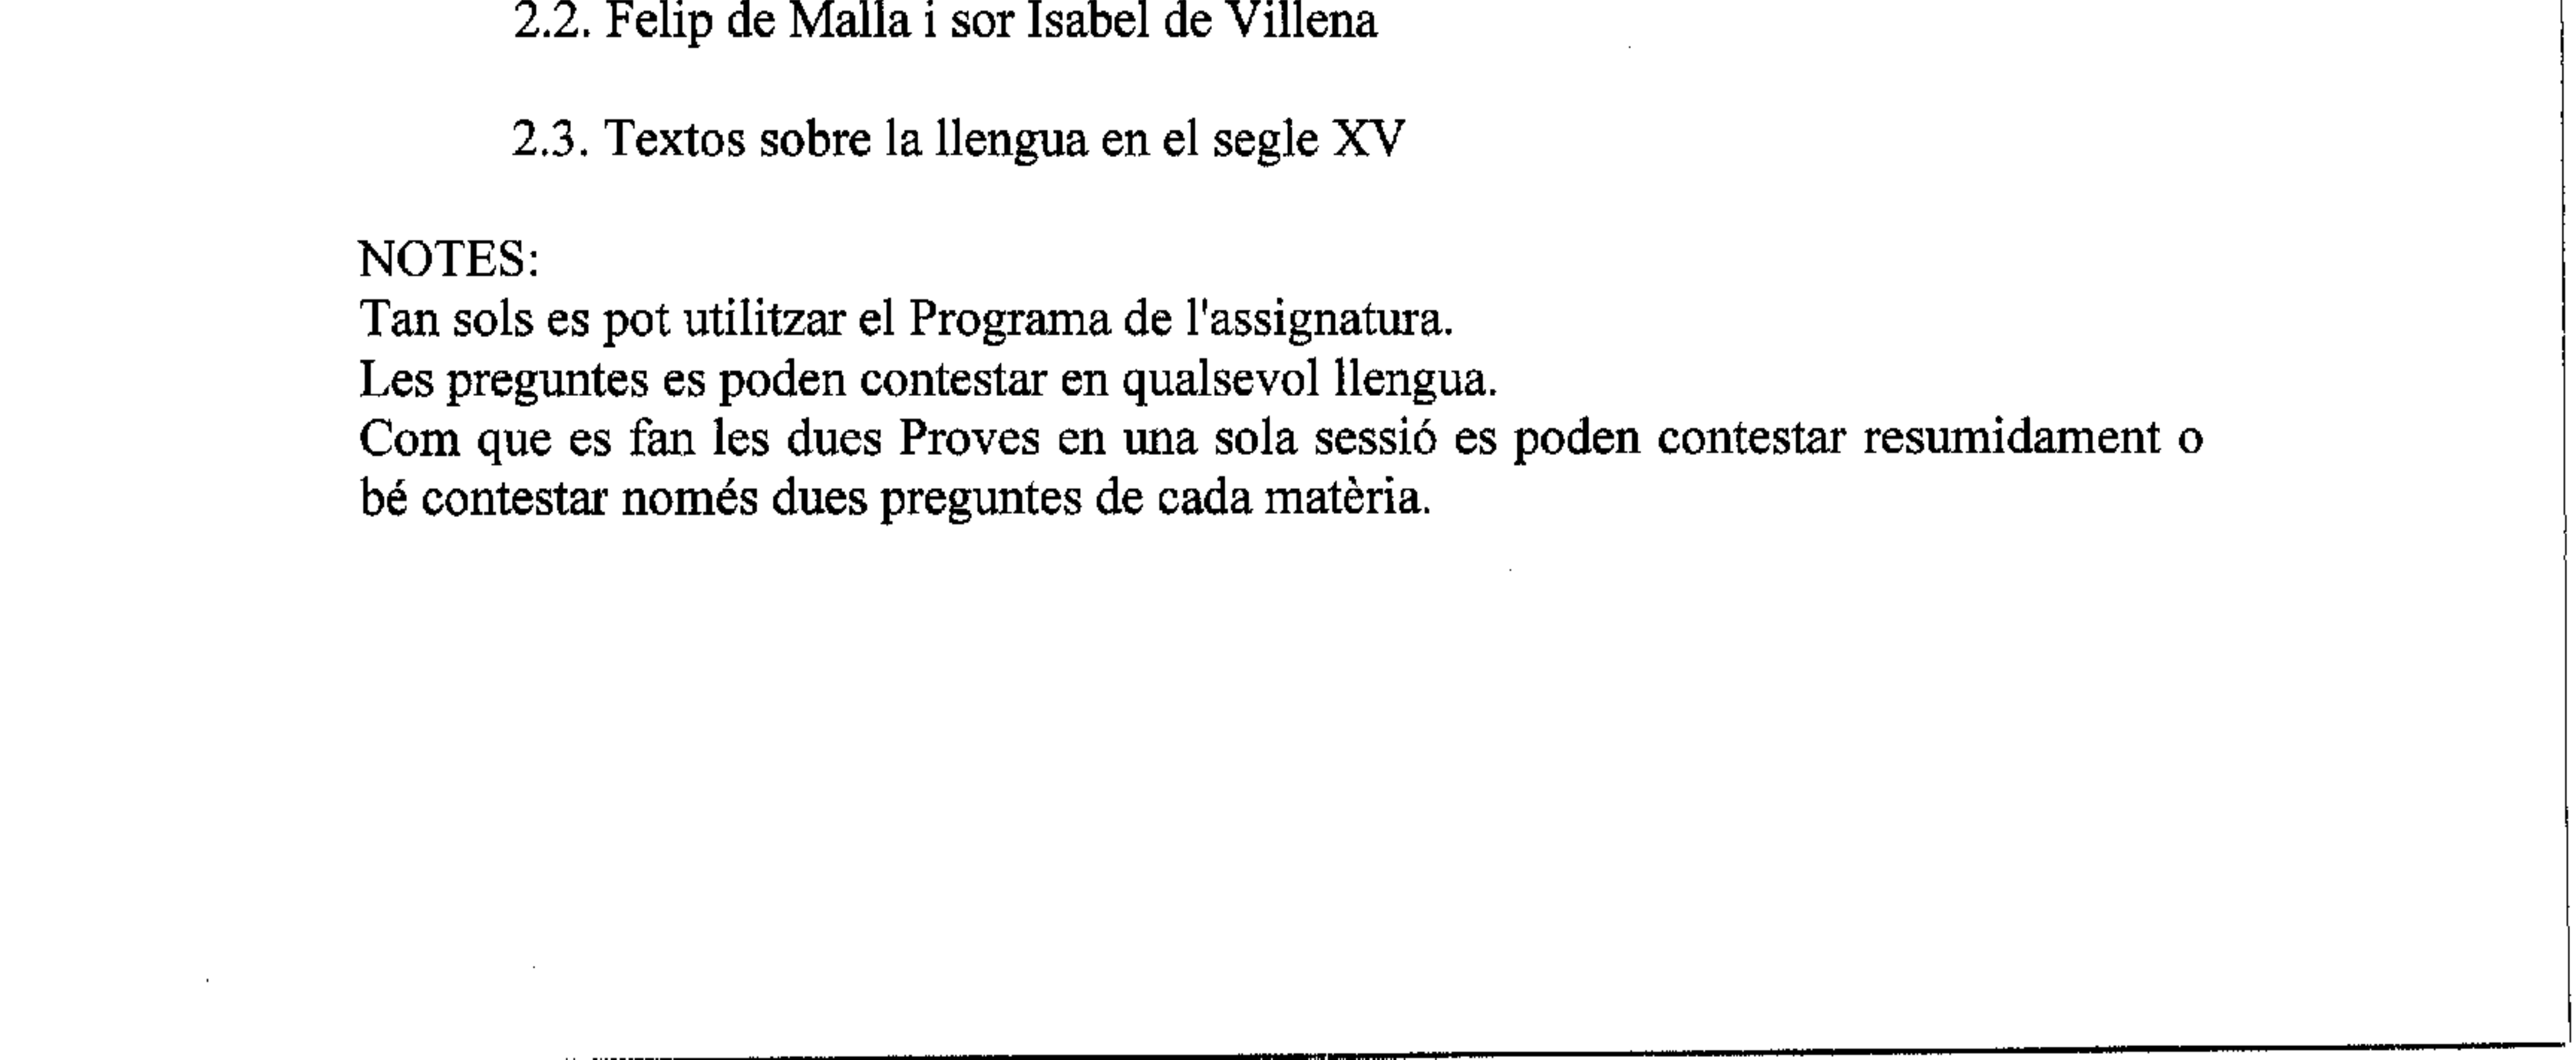 2.2. Felip de Malla i sor Isabel de Villena
2.3. Textos sobre la llengua en el segle XV
NOTES:
Tan sols es pot utilitzar el Programa de l'assignatura.
Les preguntes es poden contestar en qualsevol llengua.
Com que es fan les dues Proves en una sola sessió es poden contestar resumidament o
bé contestar només dues preguntes de cada matèria.